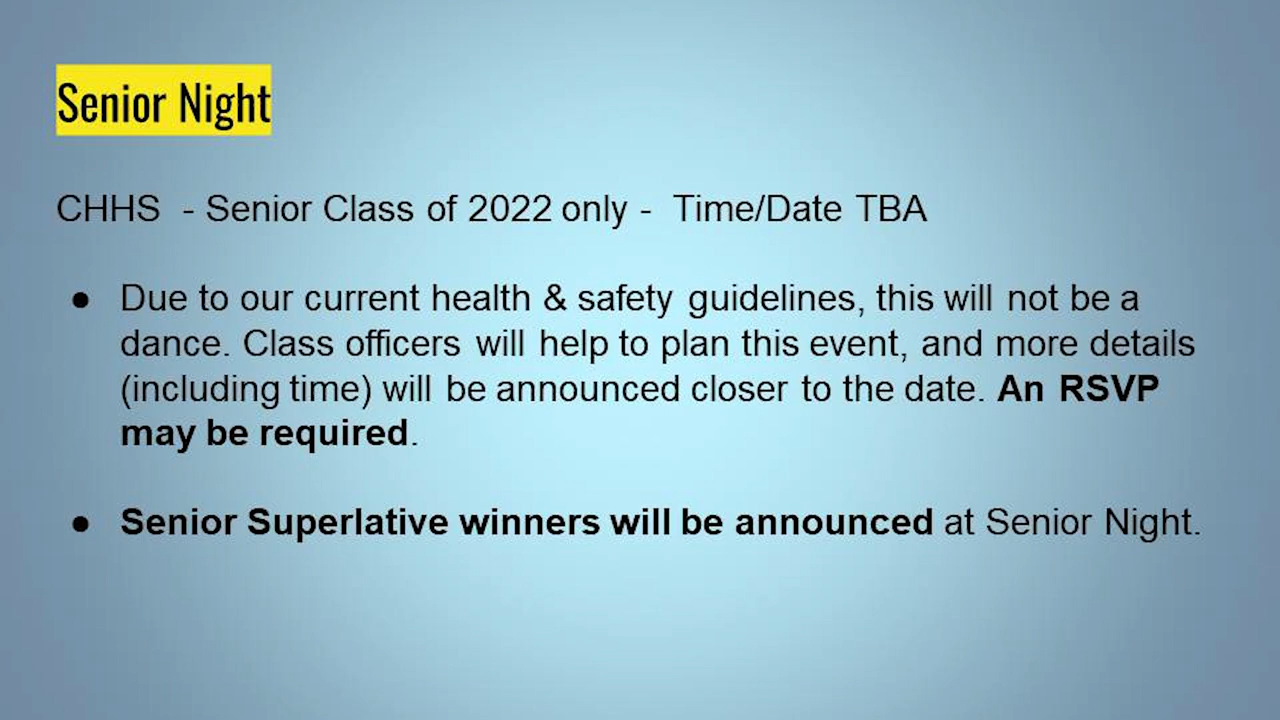 Senior Night
CHHS - Senior Class of 2022 only - Time/Date TBA
● Due to our current health & safety guidelines, this will not be a
dance. Class officers will help to plan this event, and more details
(including time) will be announced closer to the date. An RSVP
may be required.
● Senior Superlative winners will be announced at Senior Night.